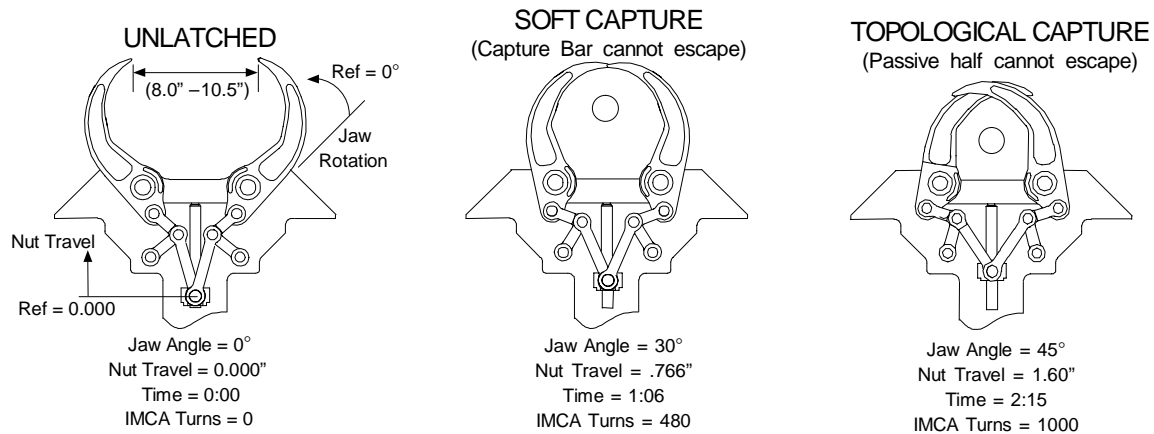 UNLATCHED
(8.0” –10.5”)
Ref = 0°
Jaw
Rotation
Nut Travel
Ref = 0.000
Jaw Angle = 0°
Nut Travel = 0.000”
Time = 0:00
IMCA Turns = 0
SOFT CAPTURE
(Capture Bar cannot escape)
Jaw Angle = 30°
Nut Travel = .766”
Time = 1:06
IMCA Turns = 480
TOPOLOGICAL CAPTURE
(Passive half cannot escape)
Jaw Angle = 45°
Nut Travel = 1.60”
Time = 2:15
IMCA Turns = 1000